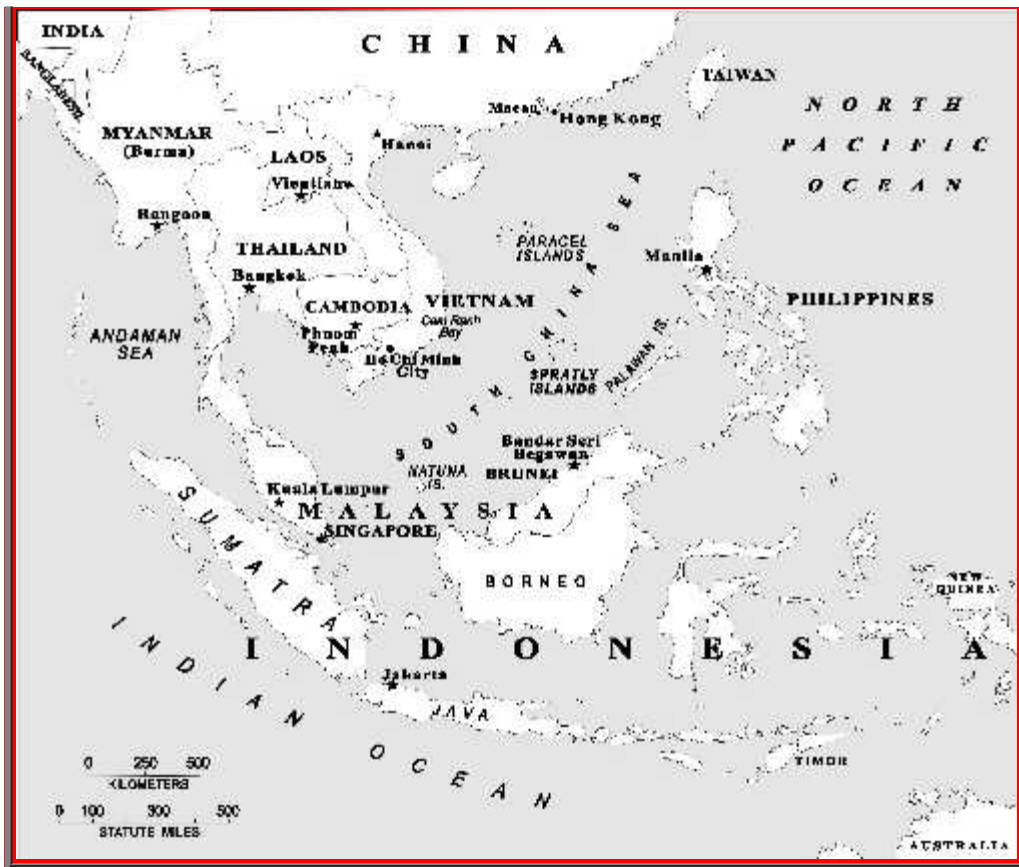 INDIA
CHINA
BANGLADESH
TAIWAN
Macau
Hong Kong
NORTH
PACIFIC
OCEAN
MYANMAR
(Burma)
Hanoi
LAOS
Vientiane
Rangoon
THAILAND
PARACEL
ISLANDS
Manila
Bangkok
CAMBODIA
VIETNAM
Cam Ranh
Bay
PHILIPPINES
Phnom
Penh
Ho Chi Minh
City
ANDAMAN
SEA
SOUTH CHINA SEA
SPRATLY
ISLANDS
PALAWAN IS.
Bandar Seri
Begawan
BRUNEI
NATUNA
IS.
Kuala Lumpur
MALAYSIA
SINGAPORE
SUMATRA
BORNEO
NEW
GUINEA
INDONESIA
INDIAN OCEAN
Jakarta
JAVA
TIMOR
0 250 500
KILOMETERS
0 100 300 500
STATUTE MILES
AUSTRALIA